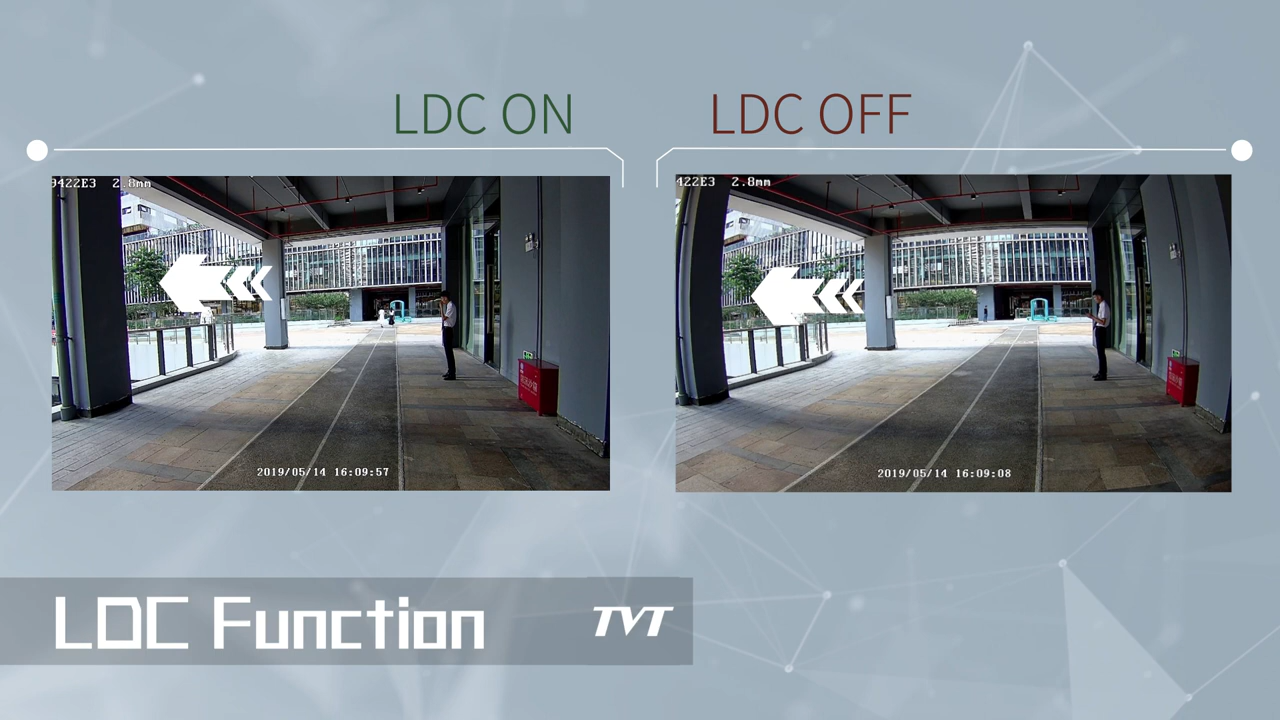 LDC ON
LDC OFF
9422E3 2.8mm
422E3 2.8mm
2019/05/14 16:09:57
2019/05/14 16:09:08
LDC Function
TVT